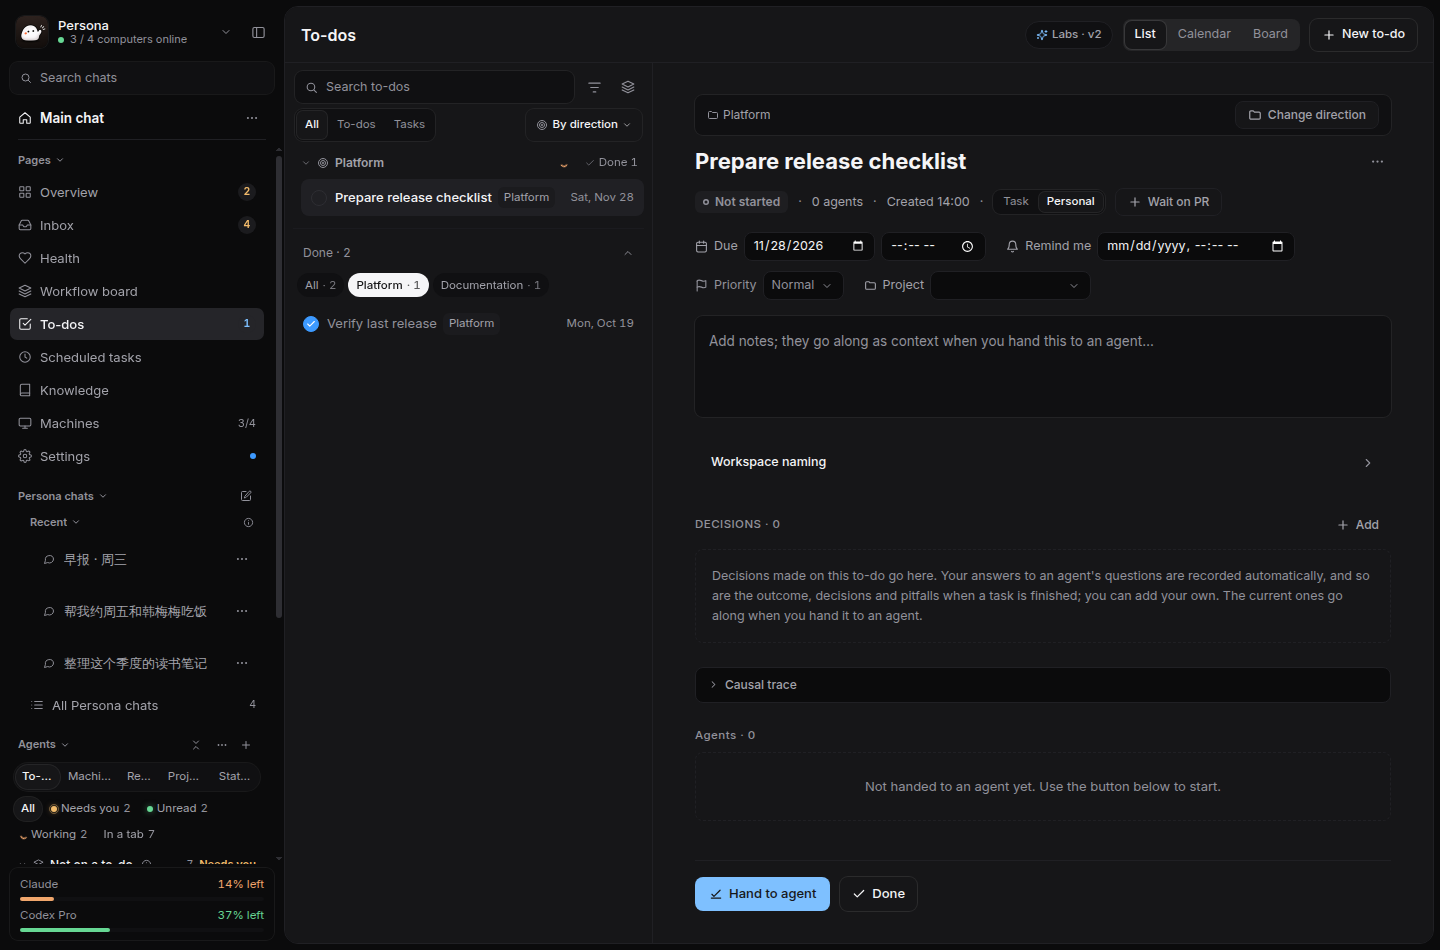 Persona
3 / 4 computers online
Search chats
Main chat
Pages
Overview 2
Inbox 4
Health
Workflow board
To-dos 1
Scheduled tasks
Knowledge
Machines 3/4
Settings
Persona chats
Recent
早报 · 周三
帮我约周五和韩梅梅吃饭
整理这个季度的读书笔记
All Persona chats 4
Agents
To-... Machi... Re... Proj... Stat...
All Needs you 2 Unread 2
Working 2 In a tab 7
Not on a to-do 7 Needs you
Claude 14% left
Codex Pro 37% left
To-dos
Labs · v2
List Calendar Board
New to-do
Search to-dos
All To-dos Tasks
By direction
Platform Done 1
Prepare release checklist Platform Sat, Nov 28
Done · 2
All · 2 Platform · 1 Documentation · 1
Verify last release Platform Mon, Oct 19
Platform
Change direction
Prepare release checklist
Not started · 0 agents · Created 14:00 · Task Personal Wait on PR
Due 11/28/2026 --:-- -- Remind me mm/dd/yyyy, --:-- --
Priority Normal Project
Add notes; they go along as context when you hand this to an agent...
Workspace naming
DECISIONS · 0 Add
Decisions made on this to-do go here. Your answers to an agent's questions are recorded automatically, and so
are the outcome, decisions and pitfalls when a task is finished; you can add your own. The current ones go
along when you hand it to an agent.
Causal trace
Agents · 0
Not handed to an agent yet. Use the button below to start.
Hand to agent Done